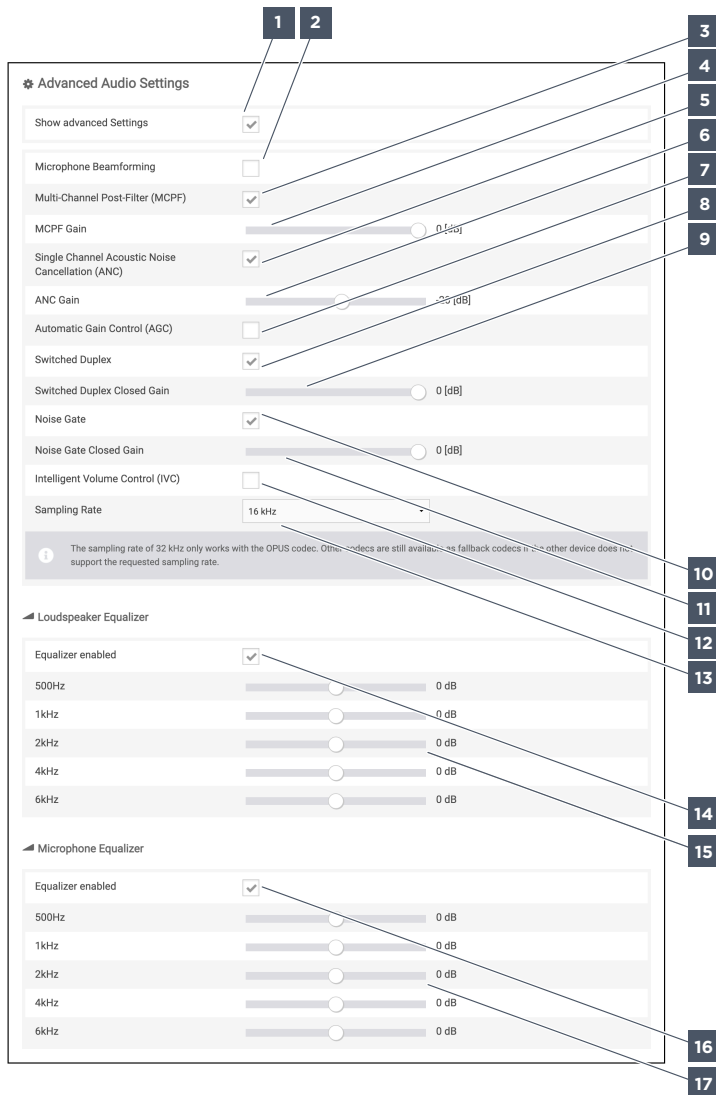 1 2
3
4
5
6
7
8
9
Advanced Audio Settings
Show advanced Settings
Microphone Beamforming
Multi-Channel Post-Filter (MCPF)
MCPF Gain 0 [dB]
Single Channel Acoustic Noise
Cancellation (ANC)
ANC Gain [dB]
Automatic Gain Control (AGC)
Switched Duplex
Switched Duplex Closed Gain 0 [dB]
Noise Gate
Noise Gate Closed Gain 0 [dB]
Intelligent Volume Control (IVC)
Sampling Rate 16 kHz
The sampling rate of 32 kHz only works with the OPUS codec. Other codecs are still available as fallback codecs if the other device does not
support the requested sampling rate.
10
11
12
13
Loudspeaker Equalizer
Equalizer enabled
500Hz 0 dB
1kHz 0 dB
2kHz 0 dB
4kHz 0 dB
6kHz 0 dB
14
15
Microphone Equalizer
Equalizer enabled
500Hz 0 dB
1kHz 0 dB
2kHz 0 dB
4kHz 0 dB
6kHz 0 dB
16
17